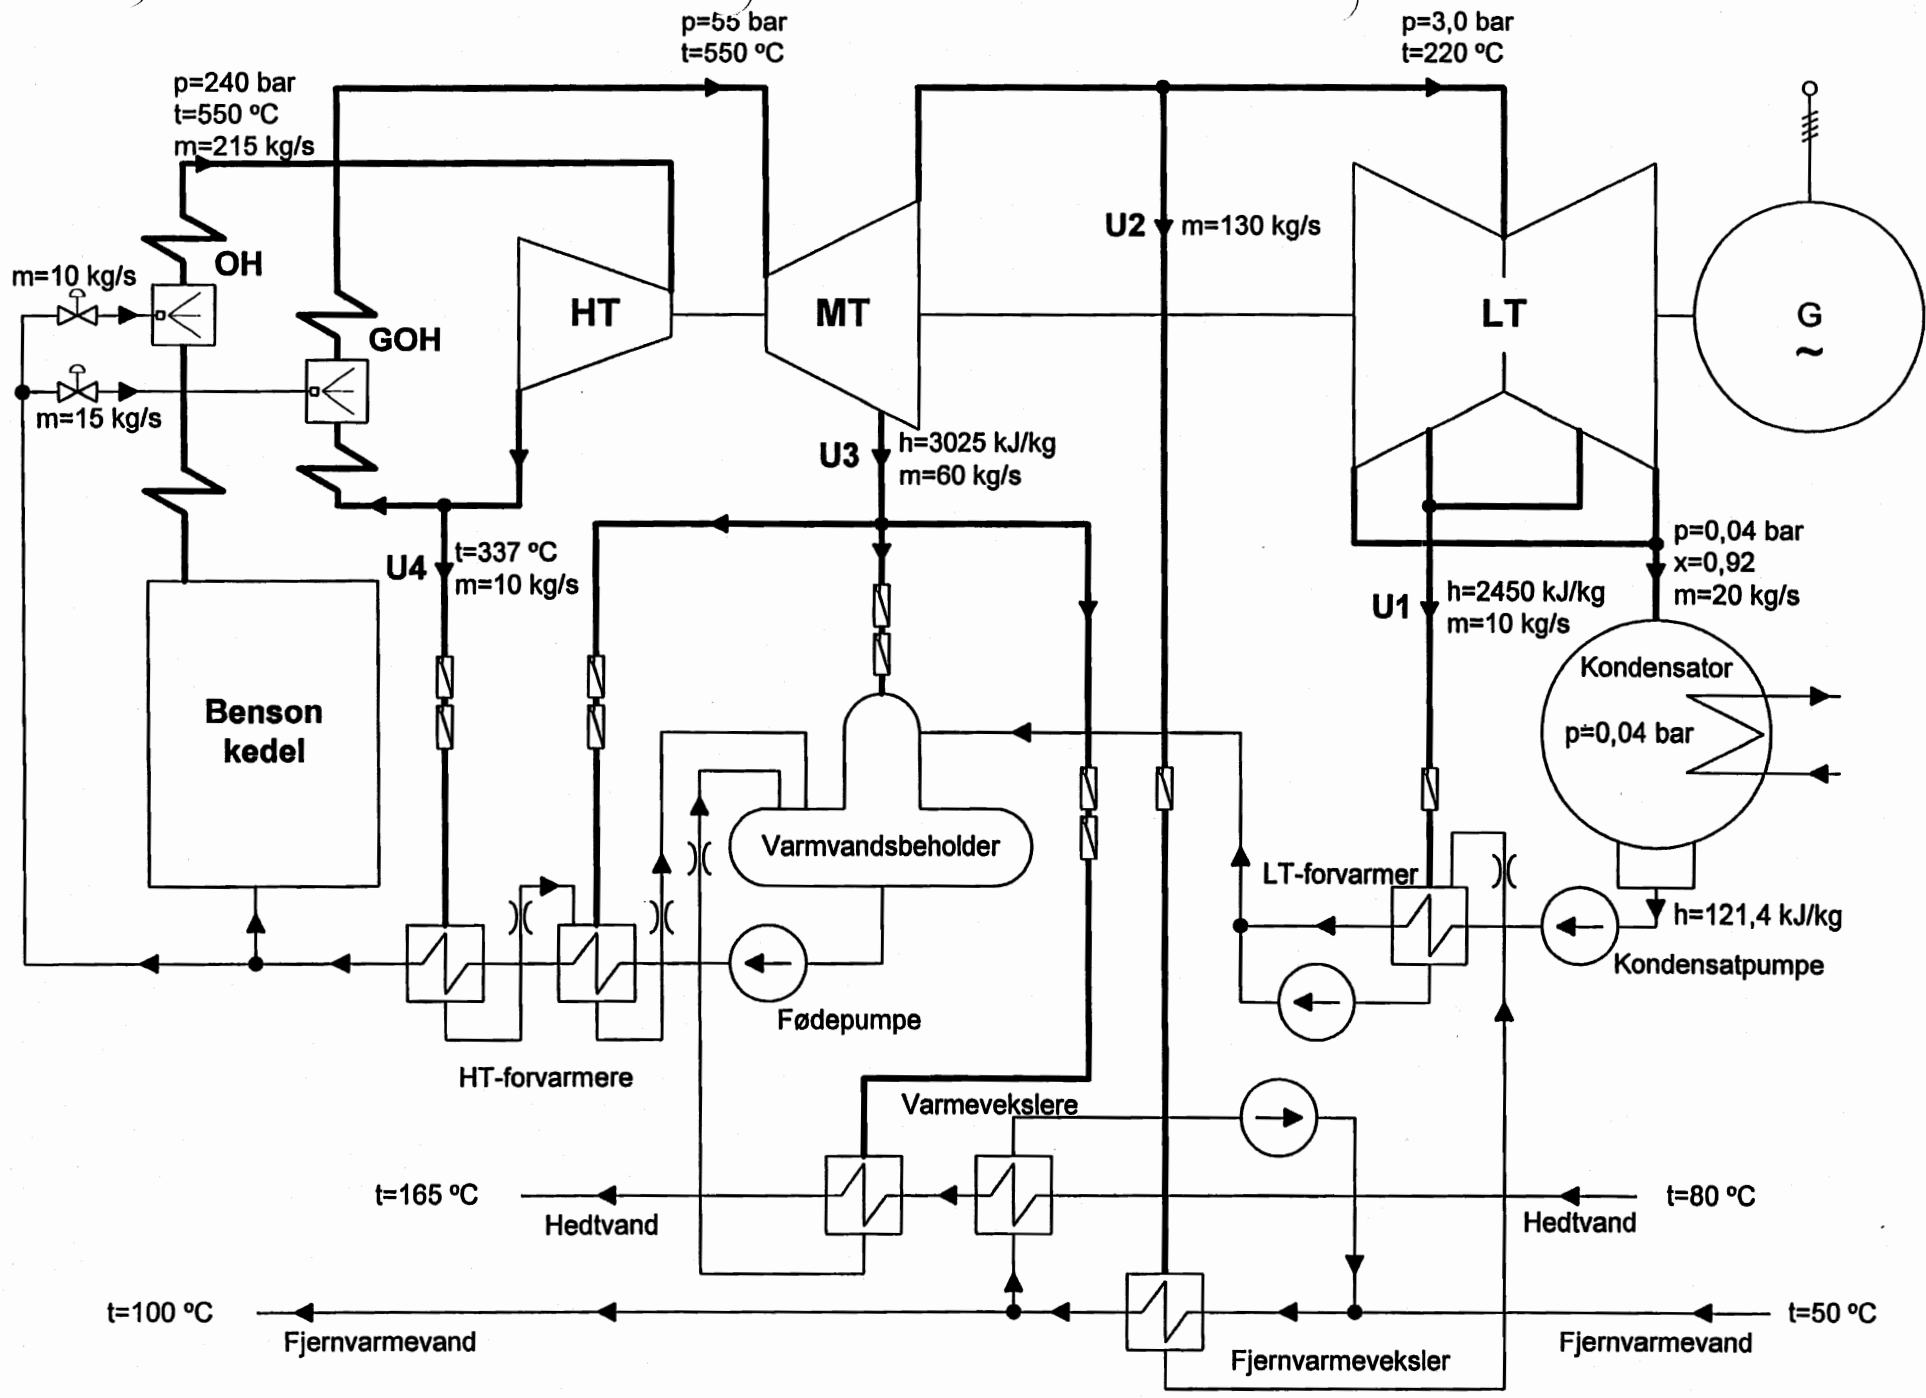 p=55 bar
t=550 ºC
p=3,0 bar
t=220 ºC
p=240 bar
t=550 ºC
m=215 kg/s
OH
m=10 kg/s
GOH
m=15 kg/s
HT
MT
U2
m=130 kg/s
LT
G
~
U3
h=3025 kJ/kg
m=60 kg/s
U4
t=337 ºC
m=10 kg/s
p=0,04 bar
x=0,92
m=20 kg/s
U1
h=2450 kJ/kg
m=10 kg/s
Kondensator
p=0,04 bar
Benson
kedel
Varmvandsbeholder
LT-forvarmer
h=121,4 kJ/kg
Kondensatpumpe
Fødepumpe
HT-forvarmere
Varmevekslere
t=165 ºC
Hedtvand
t=80 ºC
Hedtvand
t=100 ºC
Fjernvarmevand
Fjernvarmeveksler
t=50 ºC
Fjernvarmevand